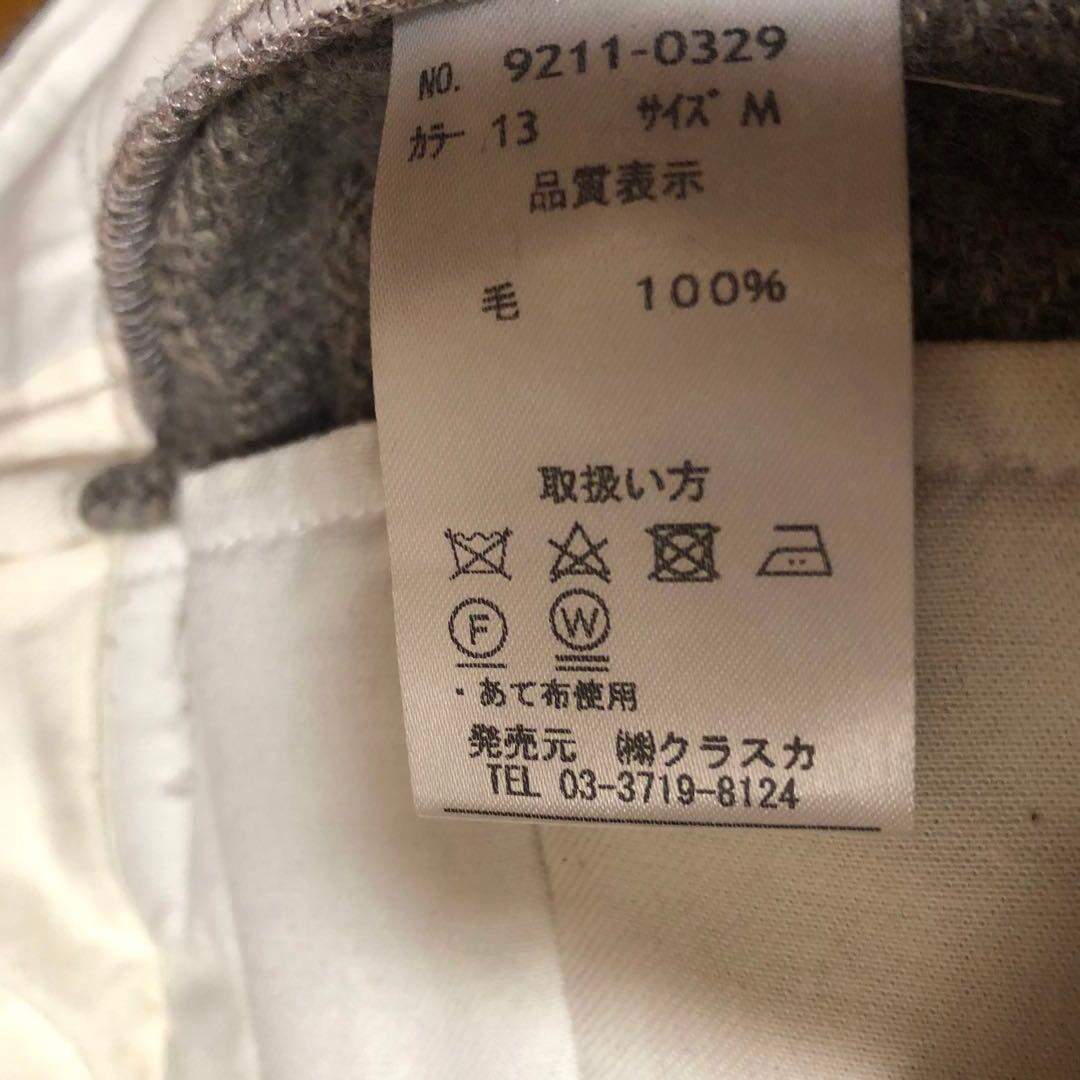 NO. 9211-0329
カラー 13 サイズ M
品質表示
毛 100%
取扱い方
F W
・あて布使用
発売元 ㈱クラスカ
TEL 03-3719-8124